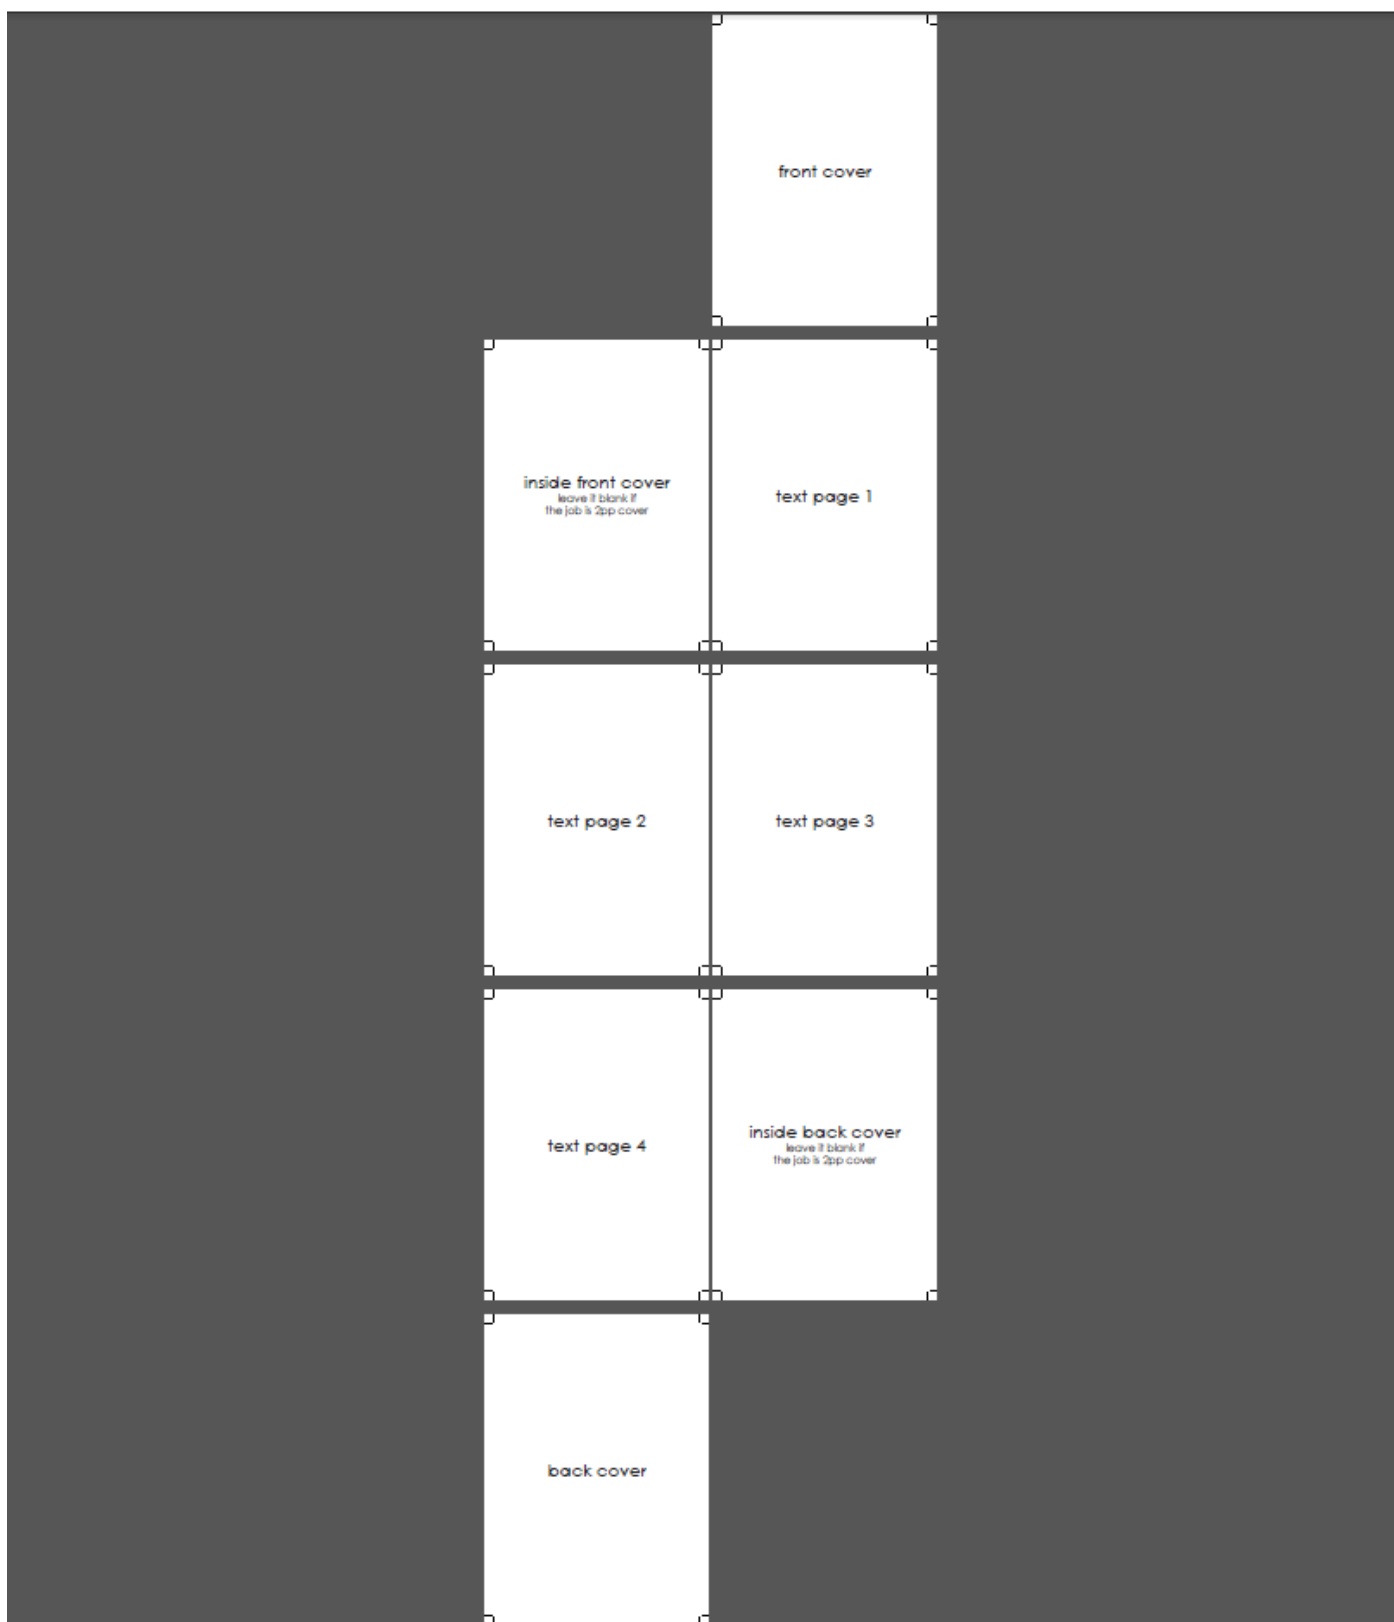 front cover
inside front cover
leave it blank if
the job is 2pp cover
text page 1
text page 2
text page 3
text page 4
inside back cover
leave it blank if
the job is 2pp cover
back cover